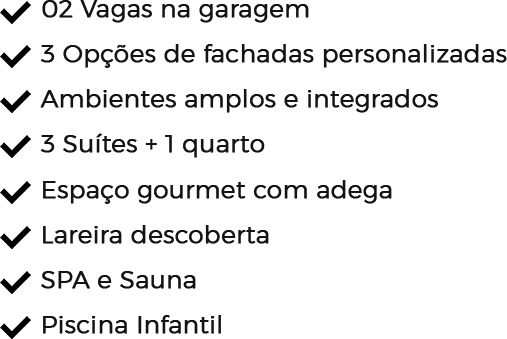 02 Vagas na garagem
3 Opções de fachadas personalizadas
Ambientes amplos e integrados
3 Suítes + 1 quarto
Espaço gourmet com adega
Lareira descoberta
SPA e Sauna
Piscina Infantil